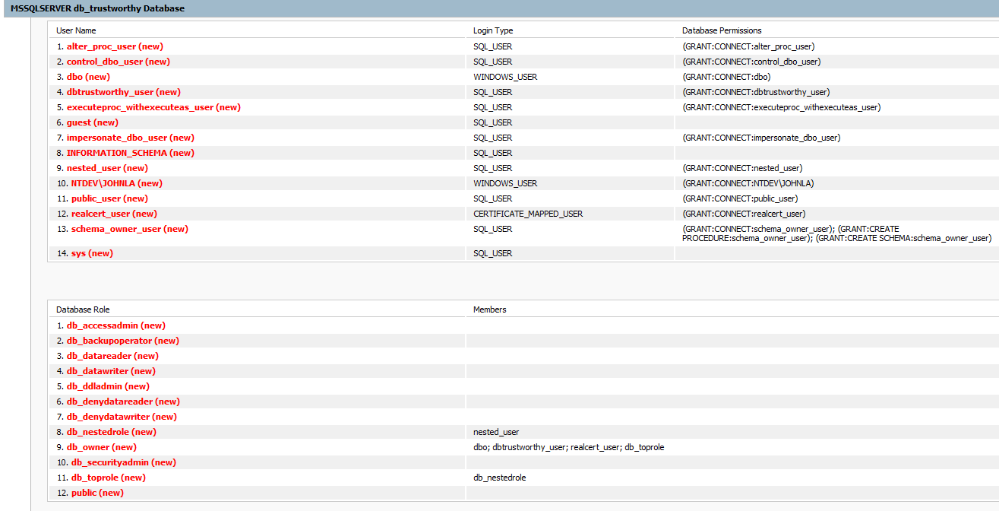 MSSQLSERVER db_trustworthy Database
User Name Login Type Database Permissions
1. alter_proc_user (new) SQL_USER (GRANT:CONNECT:alter_proc_user)
2. control_dbo_user (new) SQL_USER (GRANT:CONNECT:control_dbo_user)
3. dbo (new) WINDOWS_USER (GRANT:CONNECT:dbo)
4. dbtrustworthy_user (new) SQL_USER (GRANT:CONNECT:dbtrustworthy_user)
5. executeproc_withexecuteas_user (new) SQL_USER (GRANT:CONNECT:executeproc_withexecuteas_user)
6. guest (new) SQL_USER
7. impersonate_dbo_user (new) SQL_USER (GRANT:CONNECT:impersonate_dbo_user)
8. INFORMATION_SCHEMA (new) SQL_USER
9. nested_user (new) SQL_USER (GRANT:CONNECT:nested_user)
10. NTDEV\JOHNLA (new) WINDOWS_USER (GRANT:CONNECT:NTDEV\JOHNLA)
11. public_user (new) SQL_USER (GRANT:CONNECT:public_user)
12. realcert_user (new) CERTIFICATE_MAPPED_USER (GRANT:CONNECT:realcert_user)
13. schema_owner_user (new) SQL_USER (GRANT:CONNECT:schema_owner_user); (GRANT:CREATE
PROCEDURE:schema_owner_user); (GRANT:CREATE SCHEMA:schema_owner_user)
14. sys (new) SQL_USER
Database Role Members
1. db_accessadmin (new)
2. db_backupoperator (new)
3. db_datareader (new)
4. db_datawriter (new)
5. db_ddladmin (new)
6. db_denydatareader (new)
7. db_denydatawriter (new)
8. db_nestedrole (new) nested_user
9. db_owner (new) dbo; dbtrustworthy_user; realcert_user; db_toprole
10. db_securityadmin (new)
11. db_toprole (new) db_nestedrole
12. public (new)